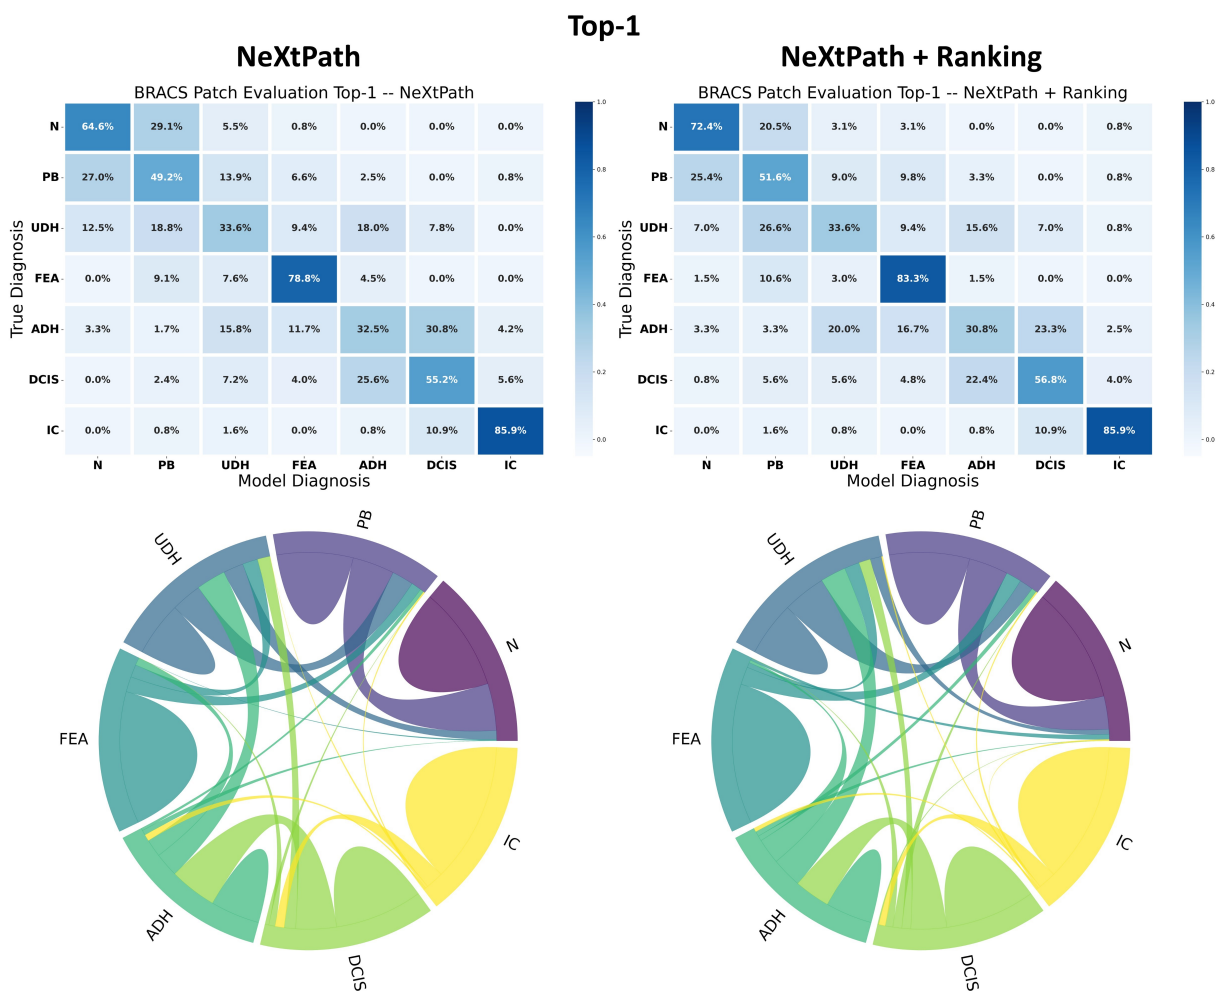 Top-1
NeXtPath
NeXtPath + Ranking
BRACS Patch Evaluation Top-1 -- NeXtPath
N 64.6% 29.1% 5.5% 0.8% 0.0% 0.0% 0.0%
PB 27.0% 49.2% 13.9% 6.6% 2.5% 0.0% 0.8%
UDH 12.5% 18.8% 33.6% 9.4% 18.0% 7.8% 0.0%
FEA 0.0% 9.1% 7.6% 78.8% 4.5% 0.0% 0.0%
ADH 3.3% 1.7% 15.8% 11.7% 32.5% 30.8% 4.2%
DCIS 0.0% 2.4% 7.2% 4.0% 25.6% 55.2% 5.6%
IC 0.0% 0.8% 1.6% 0.0% 0.8% 10.9% 85.9%
N PB UDH FEA ADH DCIS IC
True Diagnosis
Model Diagnosis
1.0
0.8
0.6
0.4
0.2
0.0
BRACS Patch Evaluation Top-1 -- NeXtPath + Ranking
N 72.4% 20.5% 3.1% 3.1% 0.0% 0.0% 0.8%
PB 25.4% 51.6% 9.0% 9.8% 3.3% 0.0% 0.8%
UDH 7.0% 26.6% 33.6% 9.4% 15.6% 7.0% 0.8%
FEA 1.5% 10.6% 3.0% 83.3% 1.5% 0.0% 0.0%
ADH 3.3% 3.3% 20.0% 16.7% 30.8% 23.3% 2.5%
DCIS 0.8% 5.6% 5.6% 4.8% 22.4% 56.8% 4.0%
IC 0.0% 1.6% 0.8% 0.0% 0.8% 10.9% 85.9%
N PB UDH FEA ADH DCIS IC
True Diagnosis
Model Diagnosis
1.0
0.8
0.6
0.4
0.2
0.0
PB
UDH
N
FEA
IC
ADH
DCIS
PB
UDH
N
FEA
IC
ADH
DCIS